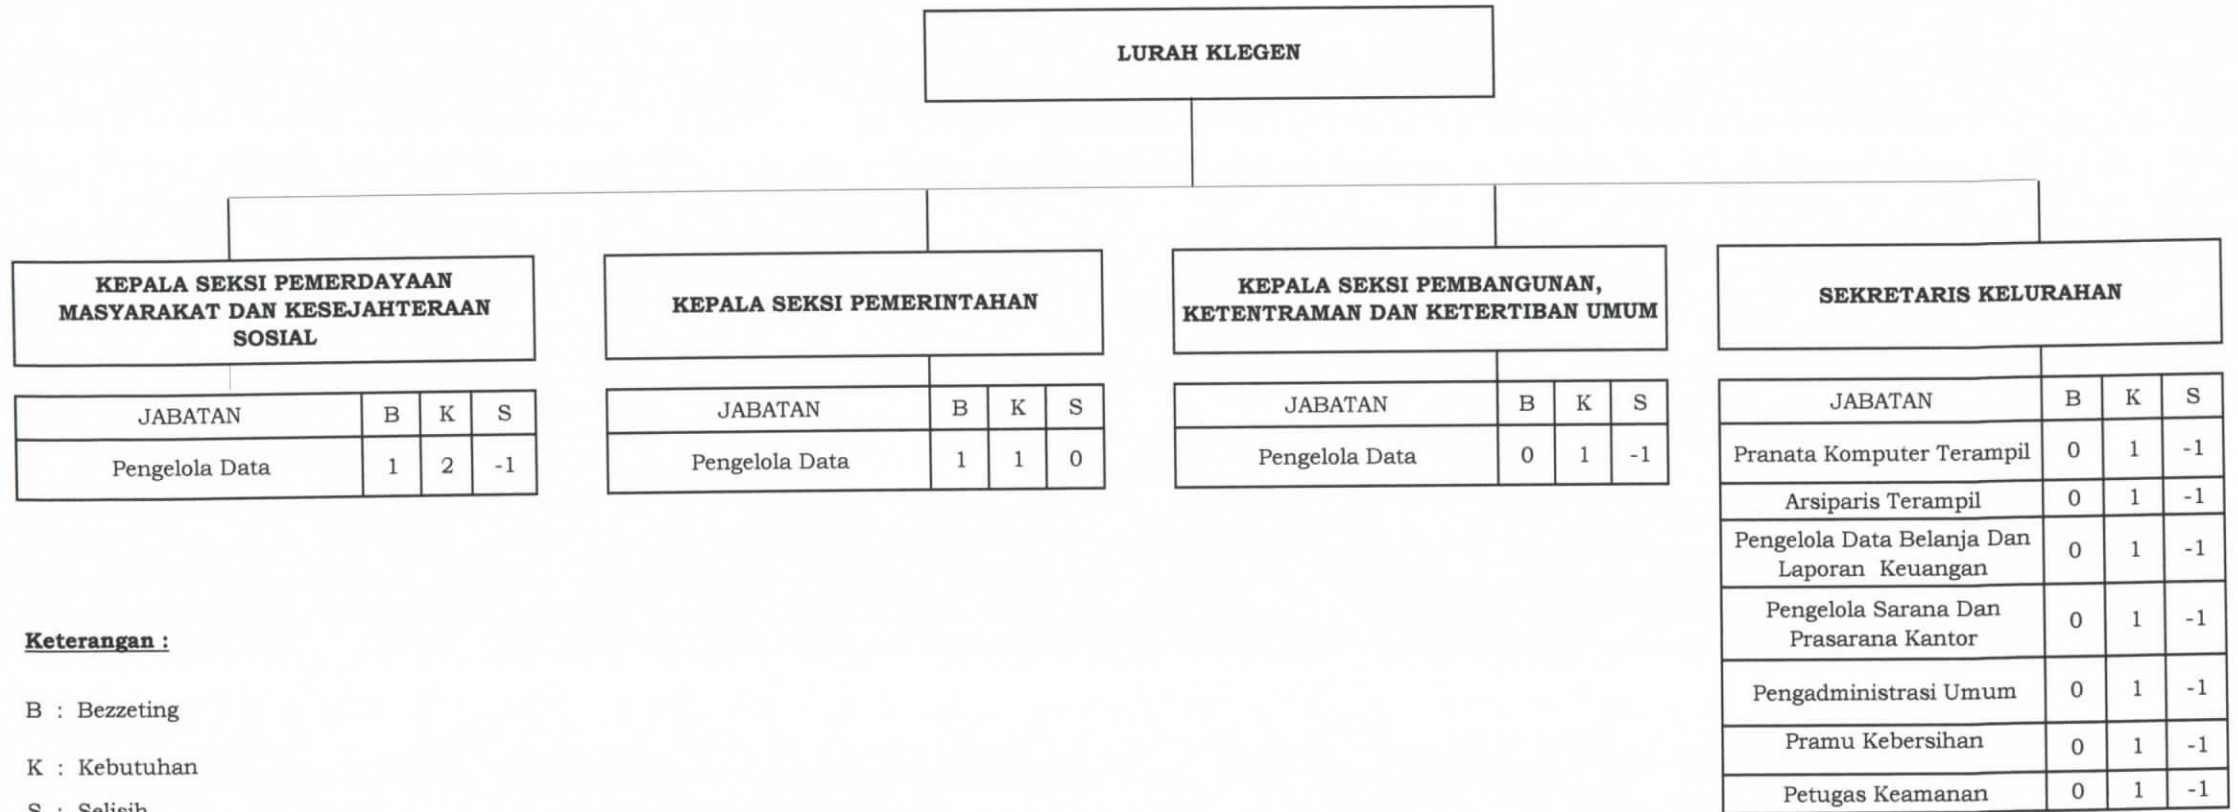 LURAH KLEGEN
KEPALA SEKSI PEMERDAYAAN
MASYARAKAT DAN KESEJAHTERAAN
SOSIAL
JABATAN B K S
Pengelola Data 1 2 -1
KEPALA SEKSI PEMERINTAHAN
JABATAN B K S
Pengelola Data 1 1 0
KEPALA SEKSI PEMBANGUNAN,
KETENTRAMAN DAN KETERTIBAN UMUM
JABATAN B K S
Pengelola Data 0 1 -1
SEKRETARIS KELURAHAN
JABATAN B K S
Pranata Komputer Terampil 0 1 -1
Arsiparis Terampil 0 1 -1
Pengelola Data Belanja Dan
Laporan Keuangan 0 1 -1
Pengelola Sarana Dan
Prasarana Kantor 0 1 -1
Pengadministrasi Umum 0 1 -1
Pramu Kebersihan 0 1 -1
Petugas Keamanan 0 1 -1
Keterangan :
B : Bezzeting
K : Kebutuhan
S : Selisih